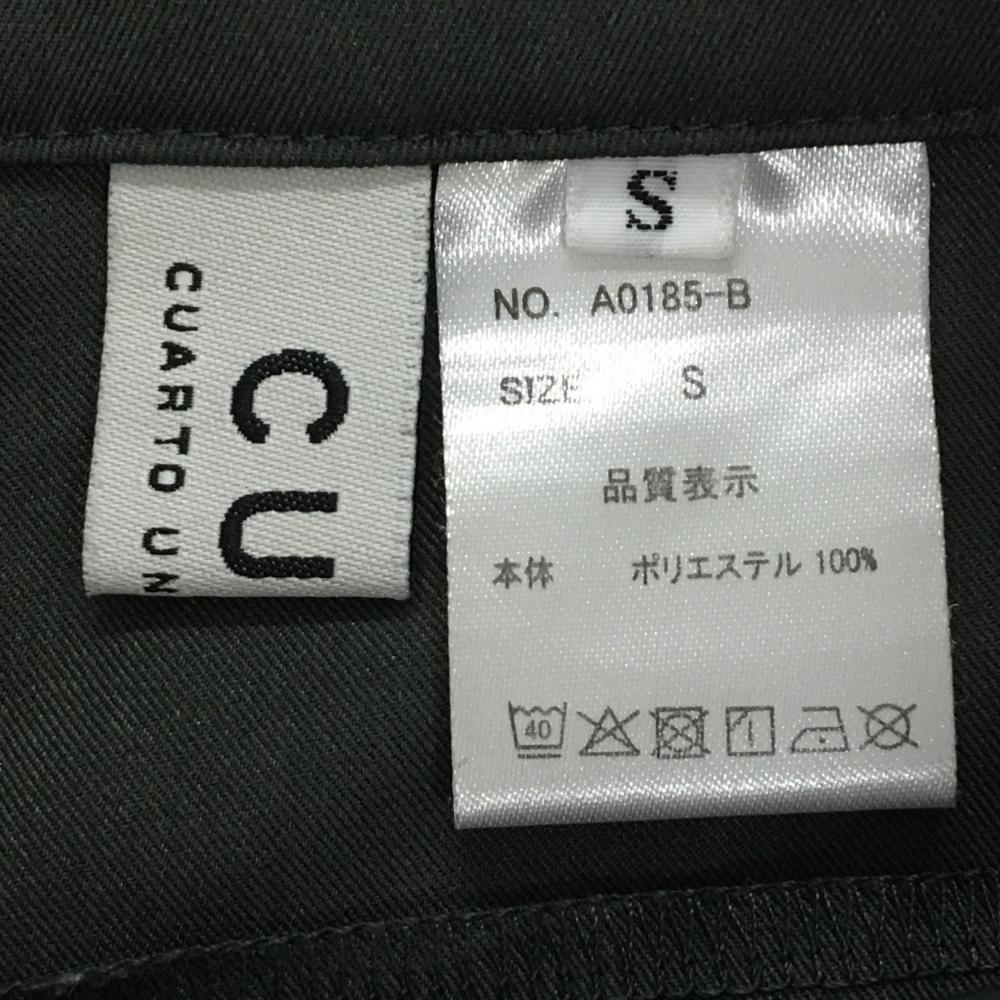 CU
CUARTO UN
S
NO. A0185-B
SIZE S
品質表示
本体 ポリエステル 100%
40